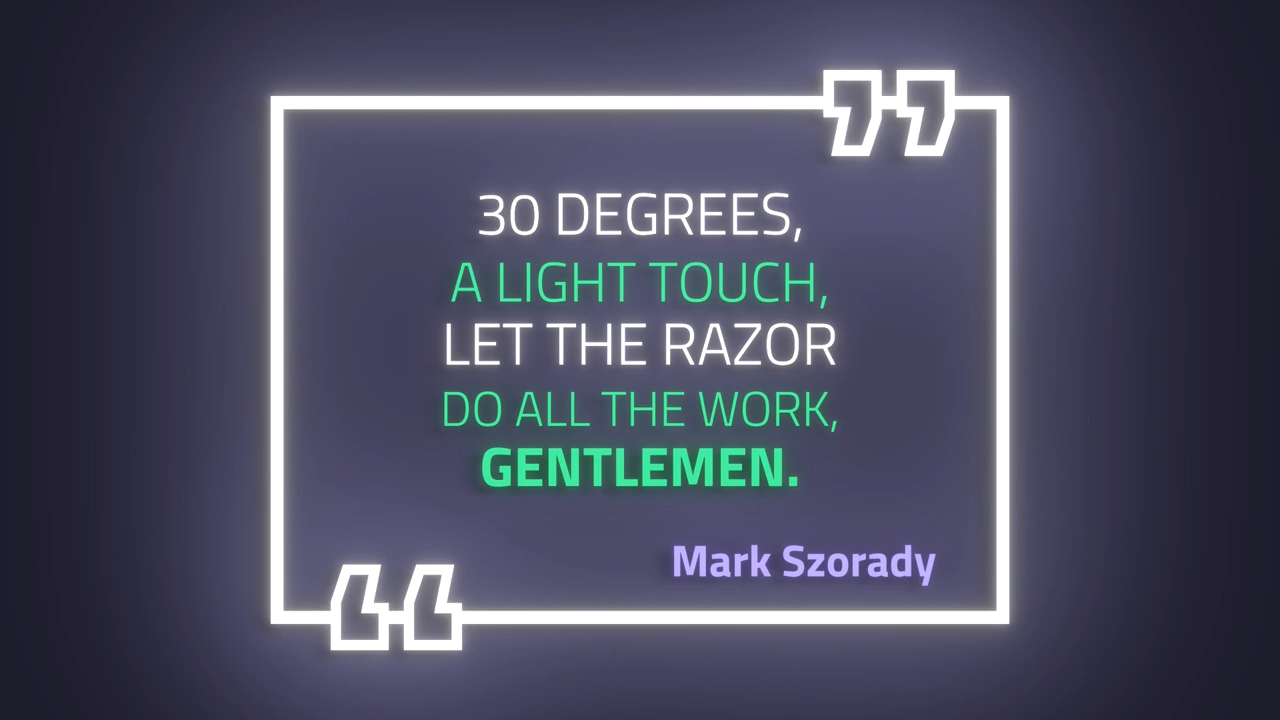 30 DEGREES,
A LIGHT TOUCH,
LET THE RAZOR
DO ALL THE WORK,
GENTLEMEN.
Mark Szorady